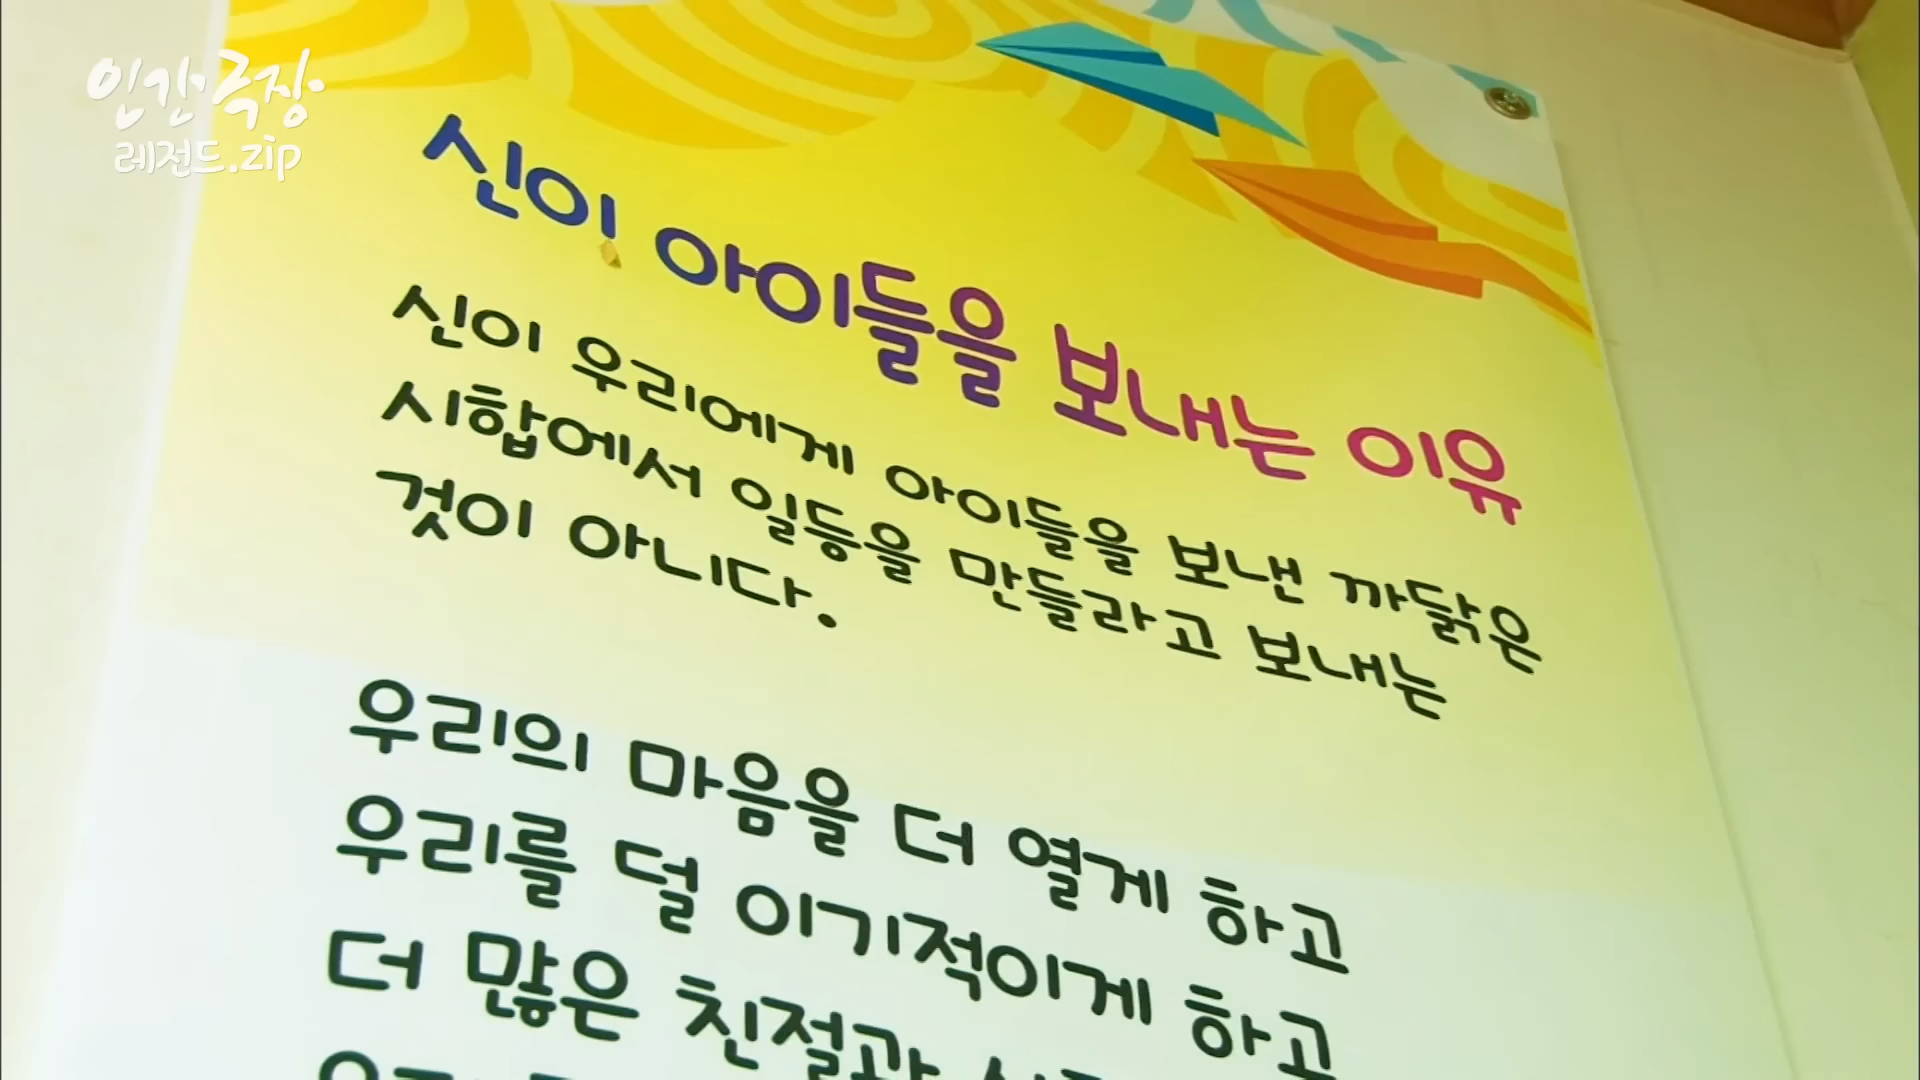 인간극장
레전드.zip
신이 아이들을 보내는 이유
신이 우리에게 아이들을 보낸 까닭은
시합에서 일등을 만들라고 보내는
것이 아니다.
우리의 마음을 더 열게 하고
우리를 덜 이기적이게 하고
더 많은 친절과